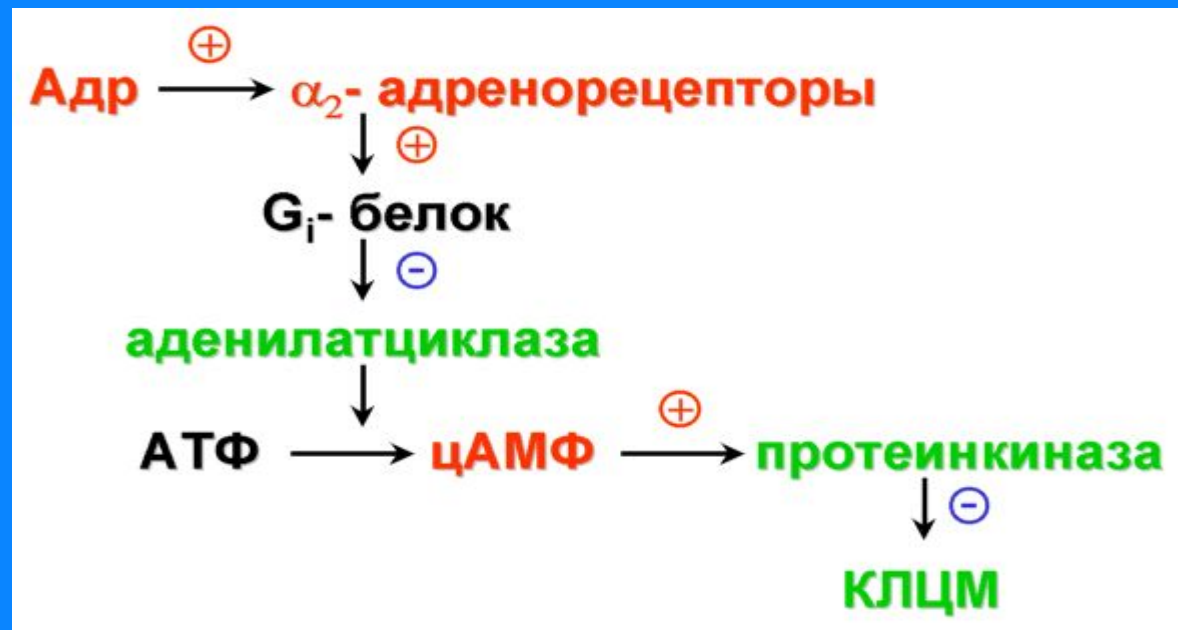 ⊕
Адр → α₂- адренорецепторы
⊕
Gᵢ- белок
⊖
аденилатциклаза
⊕
АТФ → цАМФ → протеинкиназа
⊖
КЛЦМ